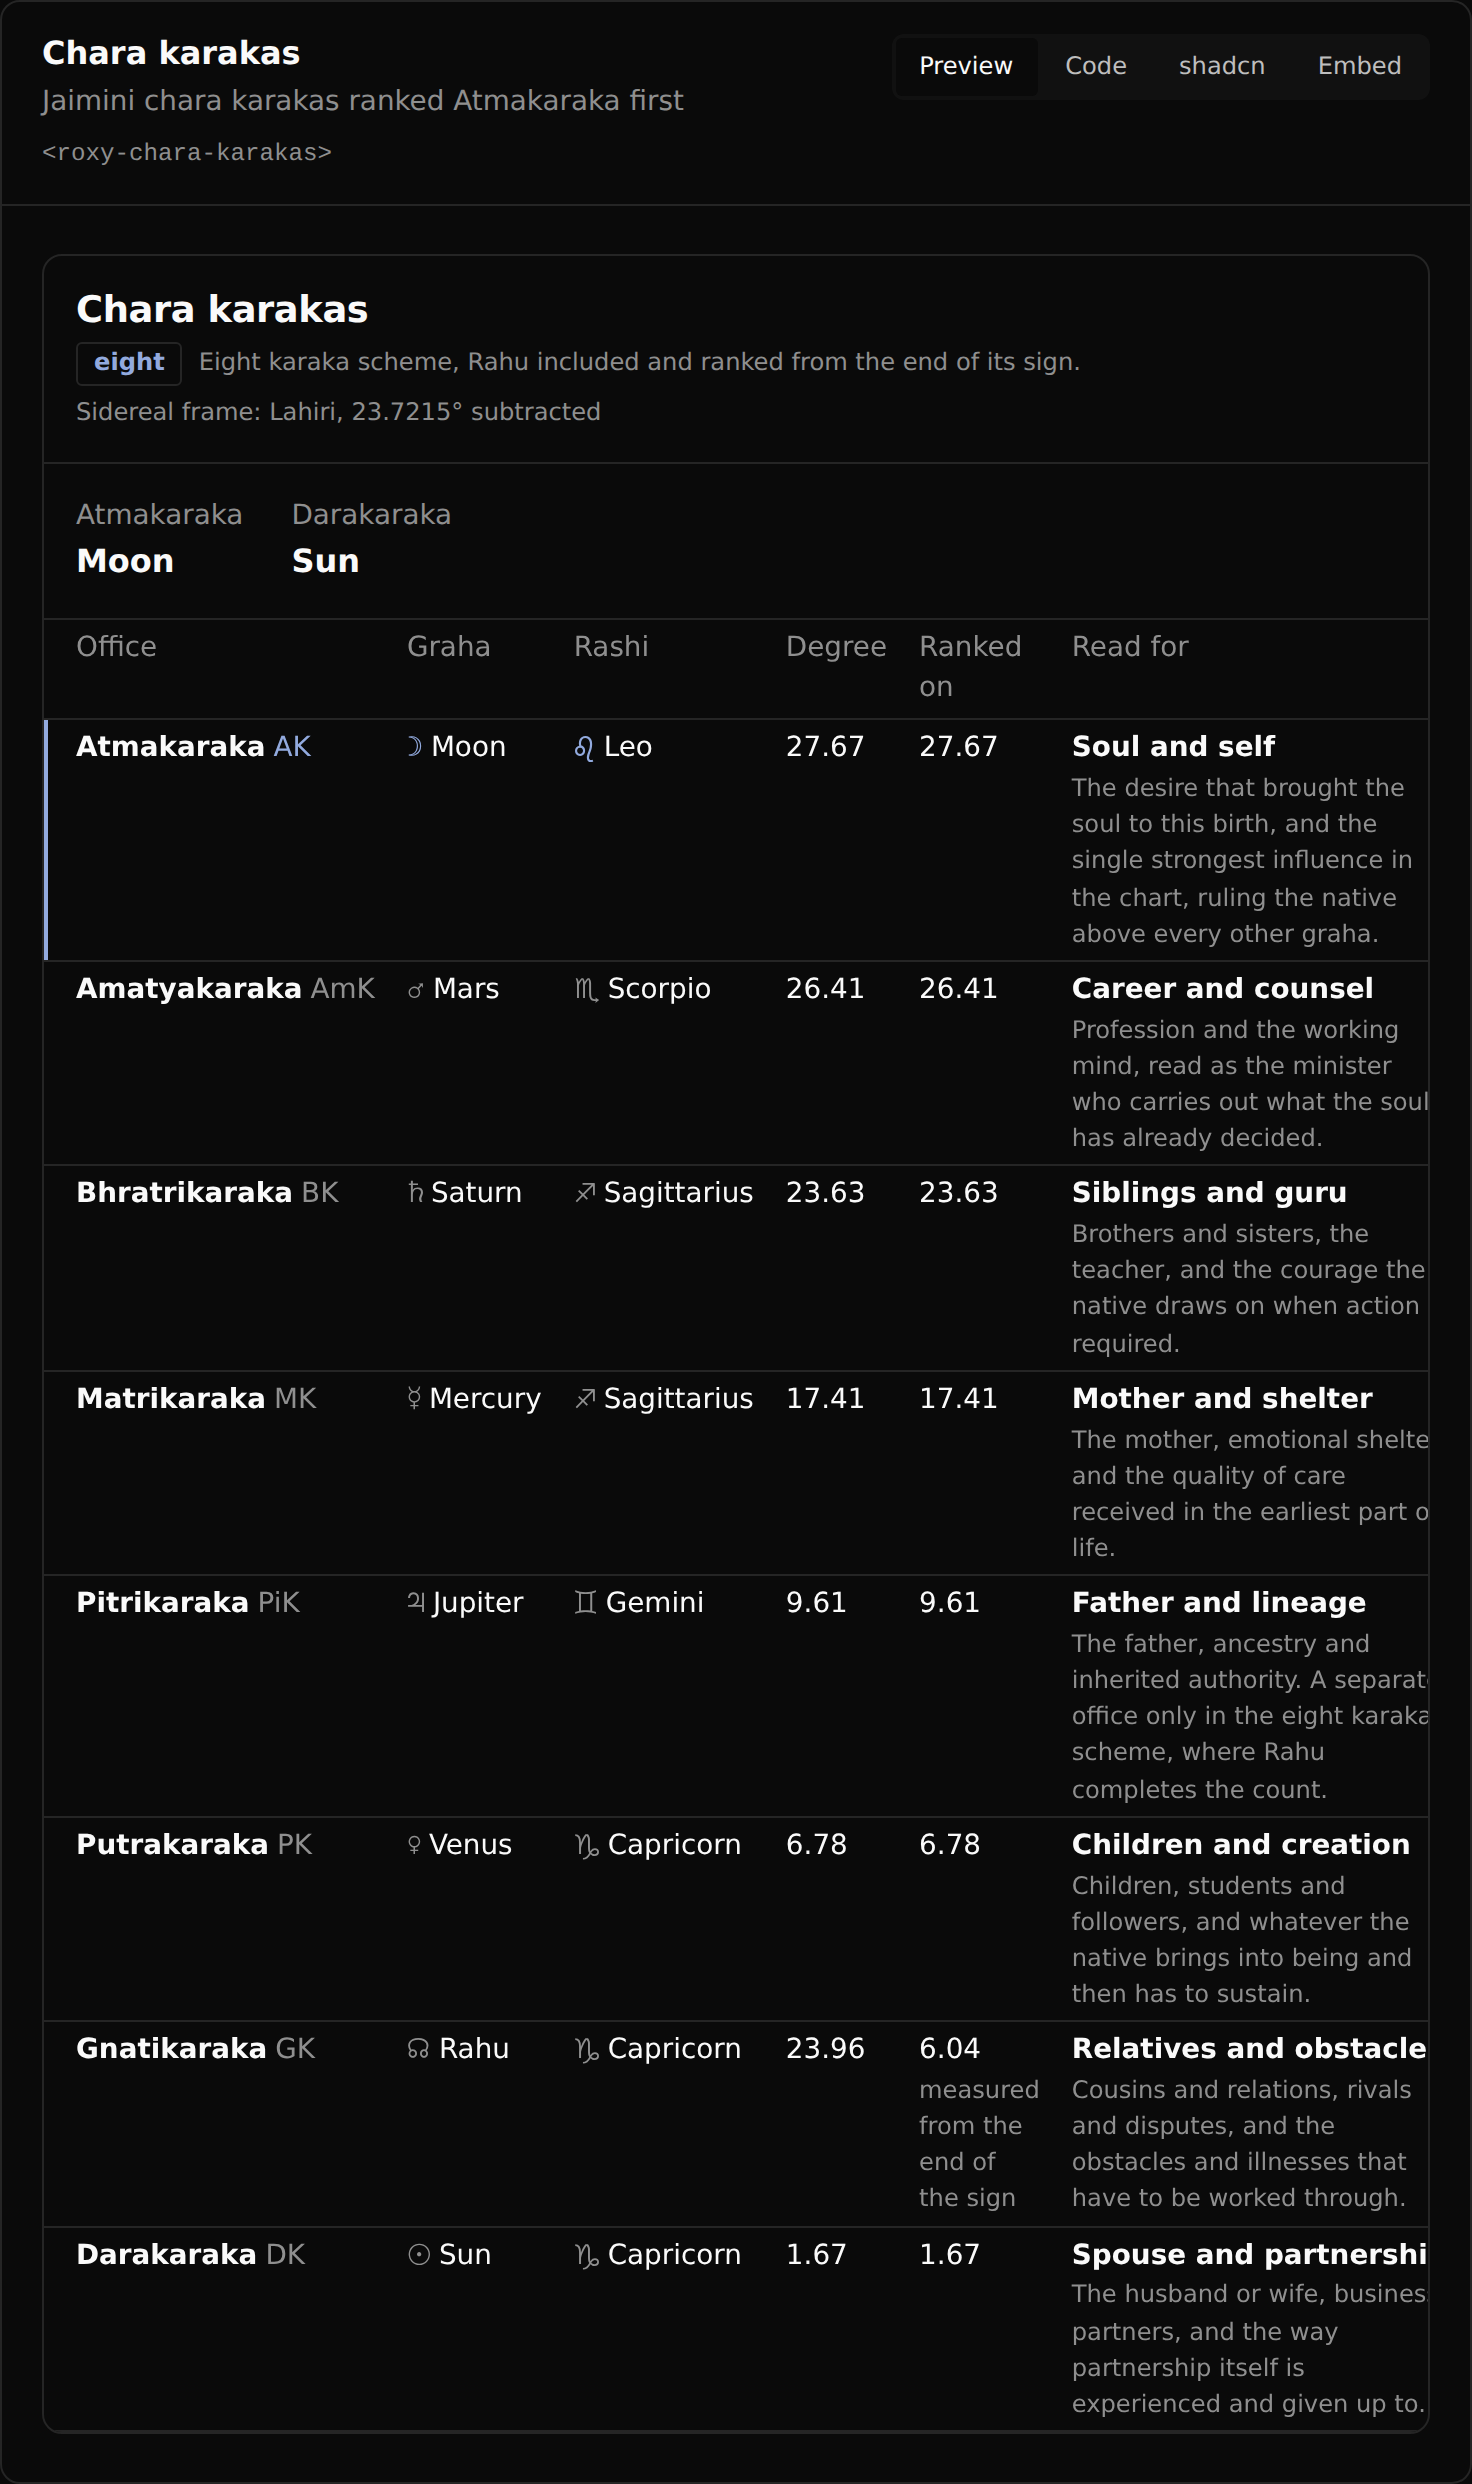 Chara karakas
Preview Code shadcn Embed
Jaimini chara karakas ranked Atmakaraka first
<roxy-chara-karakas>
Chara karakas
eight Eight karaka scheme, Rahu included and ranked from the end of its sign.
Sidereal frame: Lahiri, 23.7215° subtracted
Atmakaraka Darakaraka
Moon Sun
Office Graha Rashi Degree Ranked on Read for
Atmakaraka AK ☽ Moon ♌ Leo 27.67 27.67 Soul and self
The desire that brought the
soul to this birth, and the
single strongest influence in
the chart, ruling the native
above every other graha.
Amatyakaraka AmK ♂ Mars ♏ Scorpio 26.41 26.41 Career and counsel
Profession and the working
mind, read as the minister
who carries out what the soul
has already decided.
Bhratrikaraka BK ♄ Saturn ♐ Sagittarius 23.63 23.63 Siblings and guru
Brothers and sisters, the
teacher, and the courage the
native draws on when action
required.
Matrikaraka MK ☿ Mercury ♐ Sagittarius 17.41 17.41 Mother and shelter
The mother, emotional
and the quality of care
received in the earliest part
life.
Pitrikaraka PiK ♃ Jupiter ♊ Gemini 9.61 9.61 Father and lineage
The father, ancestry and
inherited authority. A
office only in the eight karaka
scheme, where Rahu
completes the count.
Putrakaraka PK ♀ Venus ♑ Capricorn 6.78 6.78 Children and creation
Children, students and
followers, and whatever the
native brings into being and
then has to sustain.
Gnatikaraka GK ☊ Rahu ♑ Capricorn 23.96 6.04 Relatives and obstacle
measured
from the
end of
the sign
Cousins and relations, rivals
and disputes, and the
obstacles and illnesses that
have to be worked through.
Darakaraka DK ☉ Sun ♑ Capricorn 1.67 1.67 Spouse and
The husband or wife,
partners, and the way
partnership itself is
experienced and given up to.